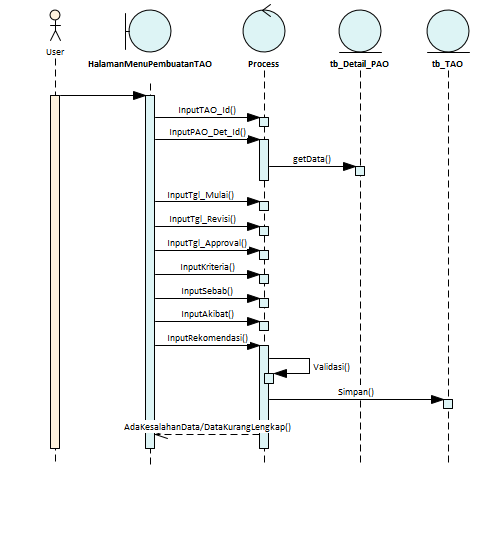 User
HalamanMenuPembuatanTAO
Process
tb_Detail_PAO
tb_TAO
InputTAO_Id()
InputPAO_Det_Id()
getData()
InputTgl_Mulai()
InputTgl_Revisi()
InputTgl_Approval()
InputKriteria()
InputSebab()
InputAkibat()
InputRekomendasi()
Validasi()
Simpan()
AdaKesalahanData/DataKurangLengkap()